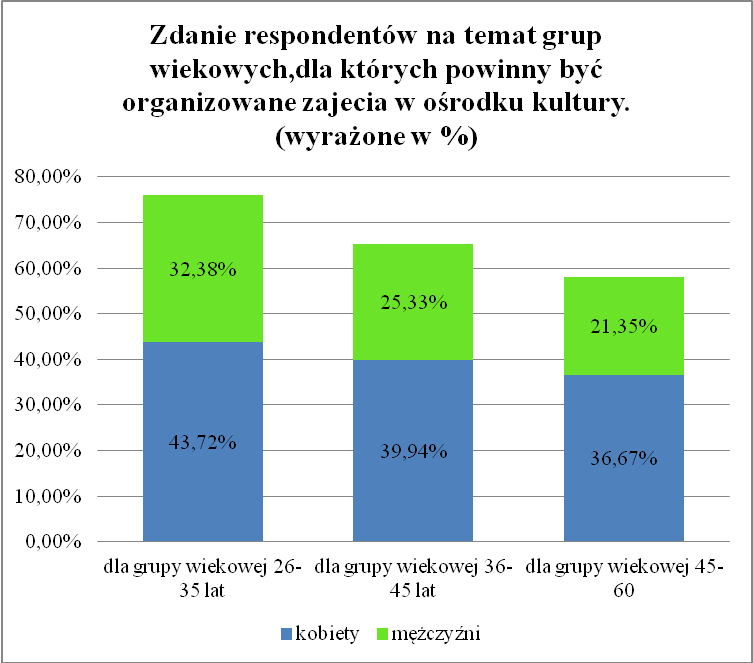 Zdanie respondentów na temat grup
wiekowych,dla których powinny być
organizowane zajecia w ośrodku kultury.
(wyrażone w %)
80,00%
70,00%
60,00%
50,00%
40,00%
30,00%
20,00%
10,00%
0,00%
32,38%
25,33%
21,35%
43,72%
39,94%
36,67%
dla grupy wiekowej 26-
35 lat
dla grupy wiekowej 36-
45 lat
dla grupy wiekowej 45-
60
kobiety
mężczyźni